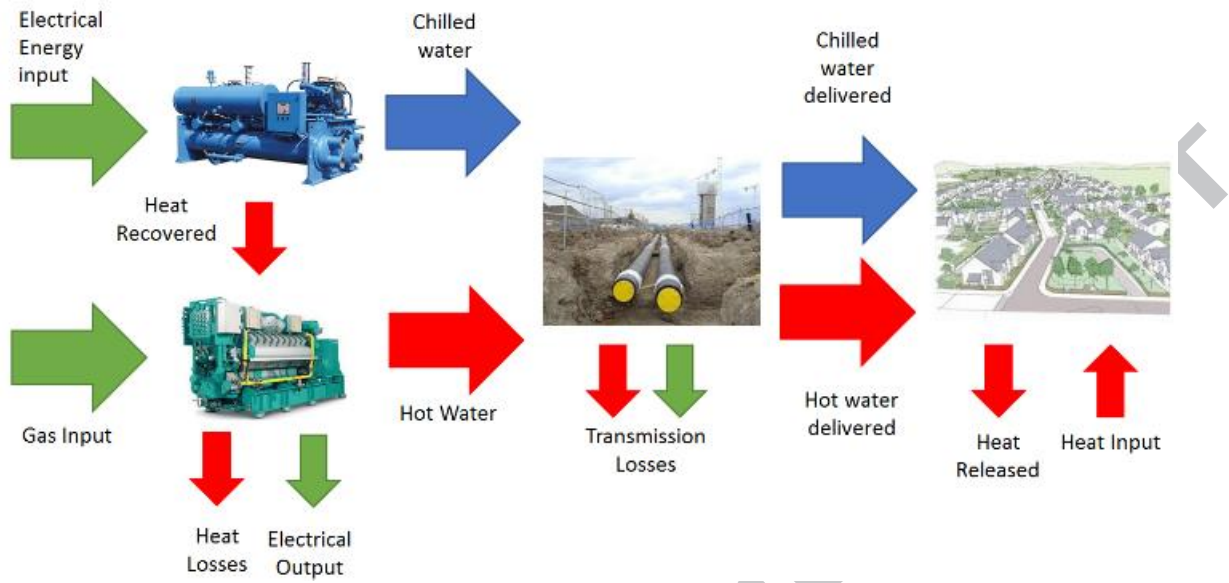 Electrical
Energy
input
Chilled
water
Chilled
water
delivered
Heat
Recovered
Gas Input
Hot Water
Transmission
Losses
Hot water
delivered
Heat
Released
Heat Input
Heat
Losses
Electrical
Output